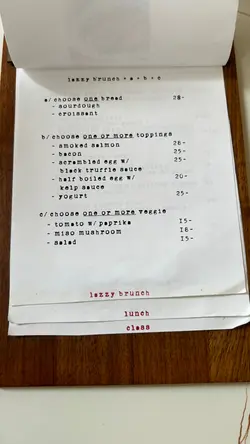 lazzy brunch = a + b + c
a/ choose one bread 28-
- sourdough
- croissant
b/ choose one or more toppings
- smoked salmon 28-
- bacon 25-
- scrambled egg w/ 25-
black truffle sauce
- half boiled egg w/ 20-
kelp sauce
- yogurt 25-
c/ choose one or more veggie
- tomato w/ paprika 15-
- miso mushroom 18-
- salad 15-
lazzy brunch
lunch
class